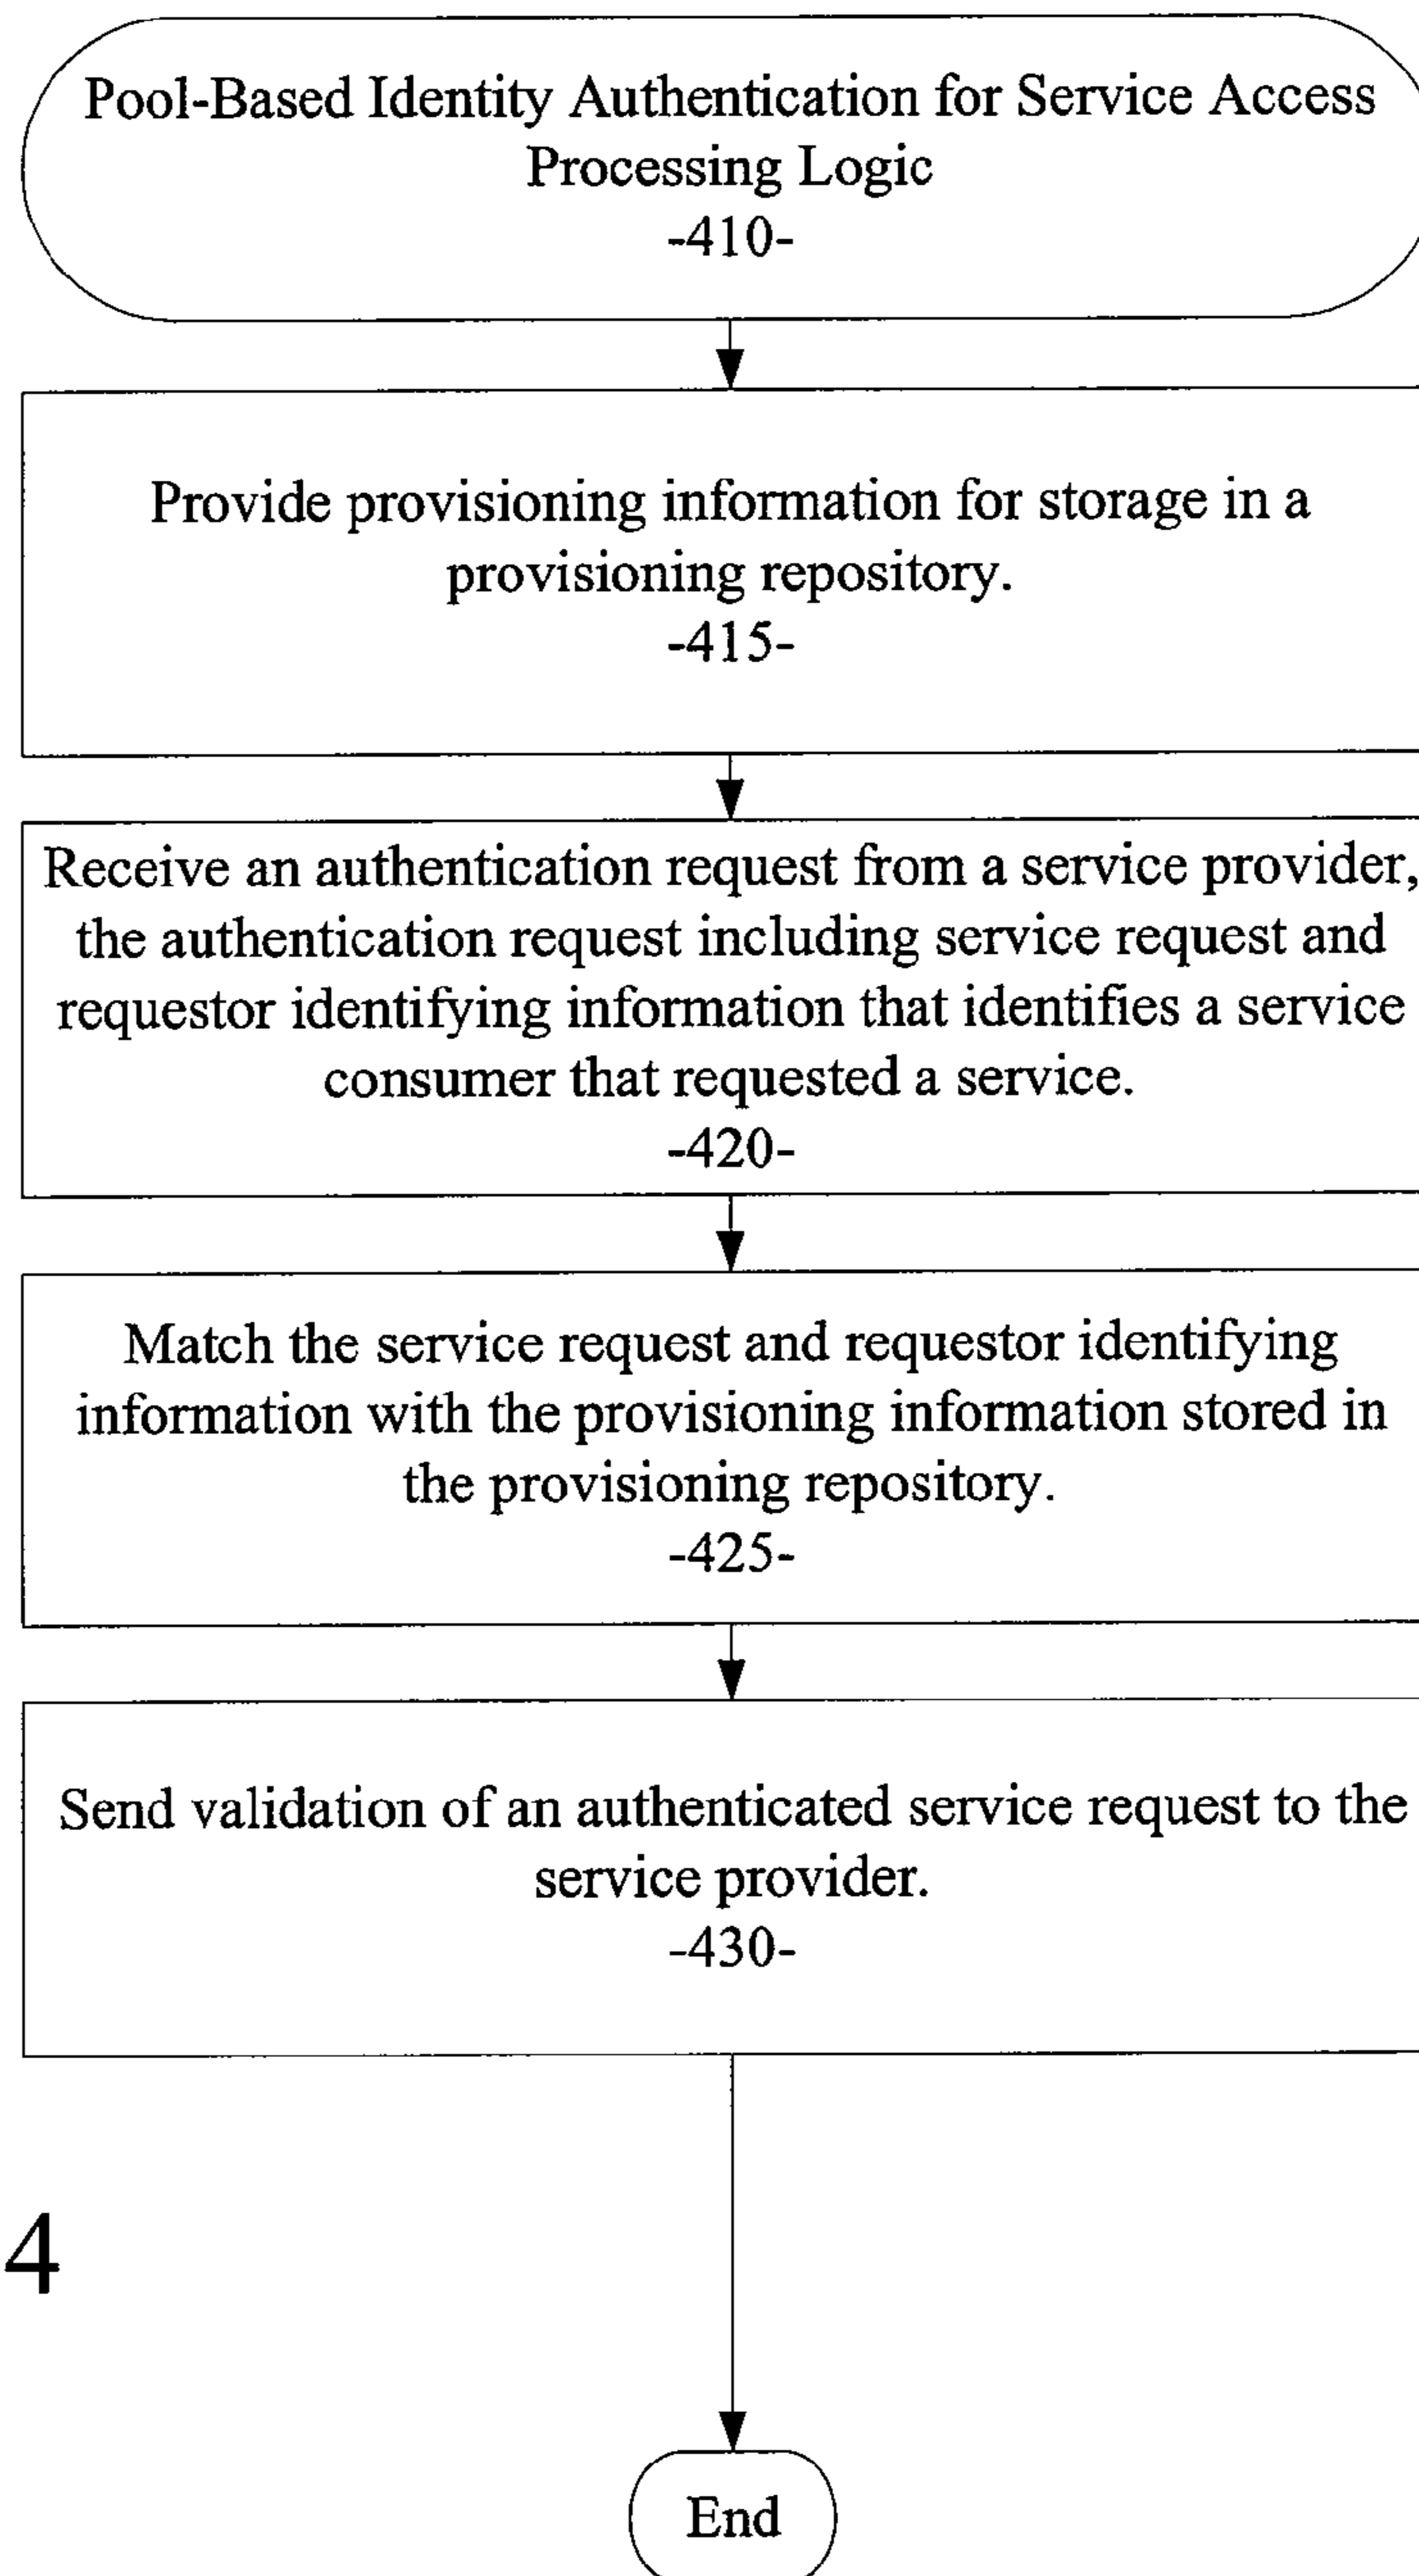 Pool-Based Identity Authentication for Service Access
Processing Logic
-410-
Provide provisioning information for storage in a
provisioning repository.
-415-
Receive an authentication request from a service provider,
the authentication request including service request and
requestor identifying information that identifies a service
consumer that requested a service.
-420-
Match the service request and requestor identifying
information with the provisioning information stored in
the provisioning repository.
-425-
Send validation of an authenticated service request to the
service provider.
-430-
4
End